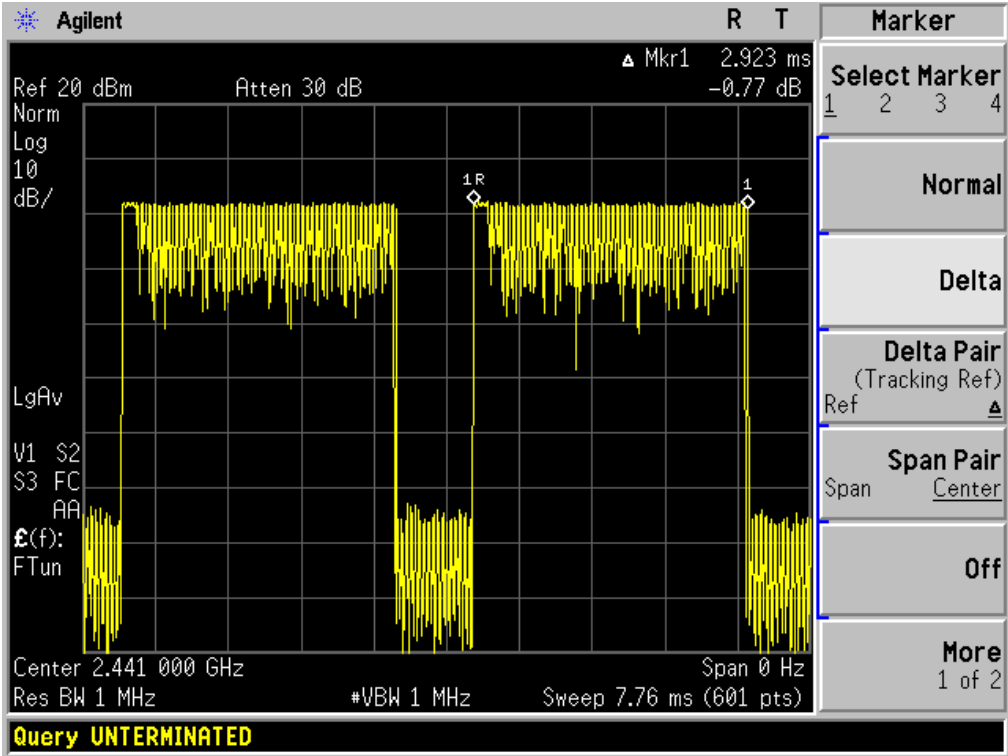 Agilent R T
Marker
Δ Mkr1 2.923 ms
Ref 20 dBm Atten 30 dB -0.77 dB
Norm
Log
10
dB/
1R
1
LgAv
V1 S2
S3 FC
AA
£(f):
FTun
Center 2.441 000 GHz Span 0 Hz
Res BW 1 MHz #VBW 1 MHz Sweep 7.76 ms (601 pts)
Query UNTERMINATED
Select Marker
1 2 3 4
Normal
Delta
Delta Pair
(Tracking Ref)
Ref Δ
Span Pair
Span Center
Off
More
1 of 2